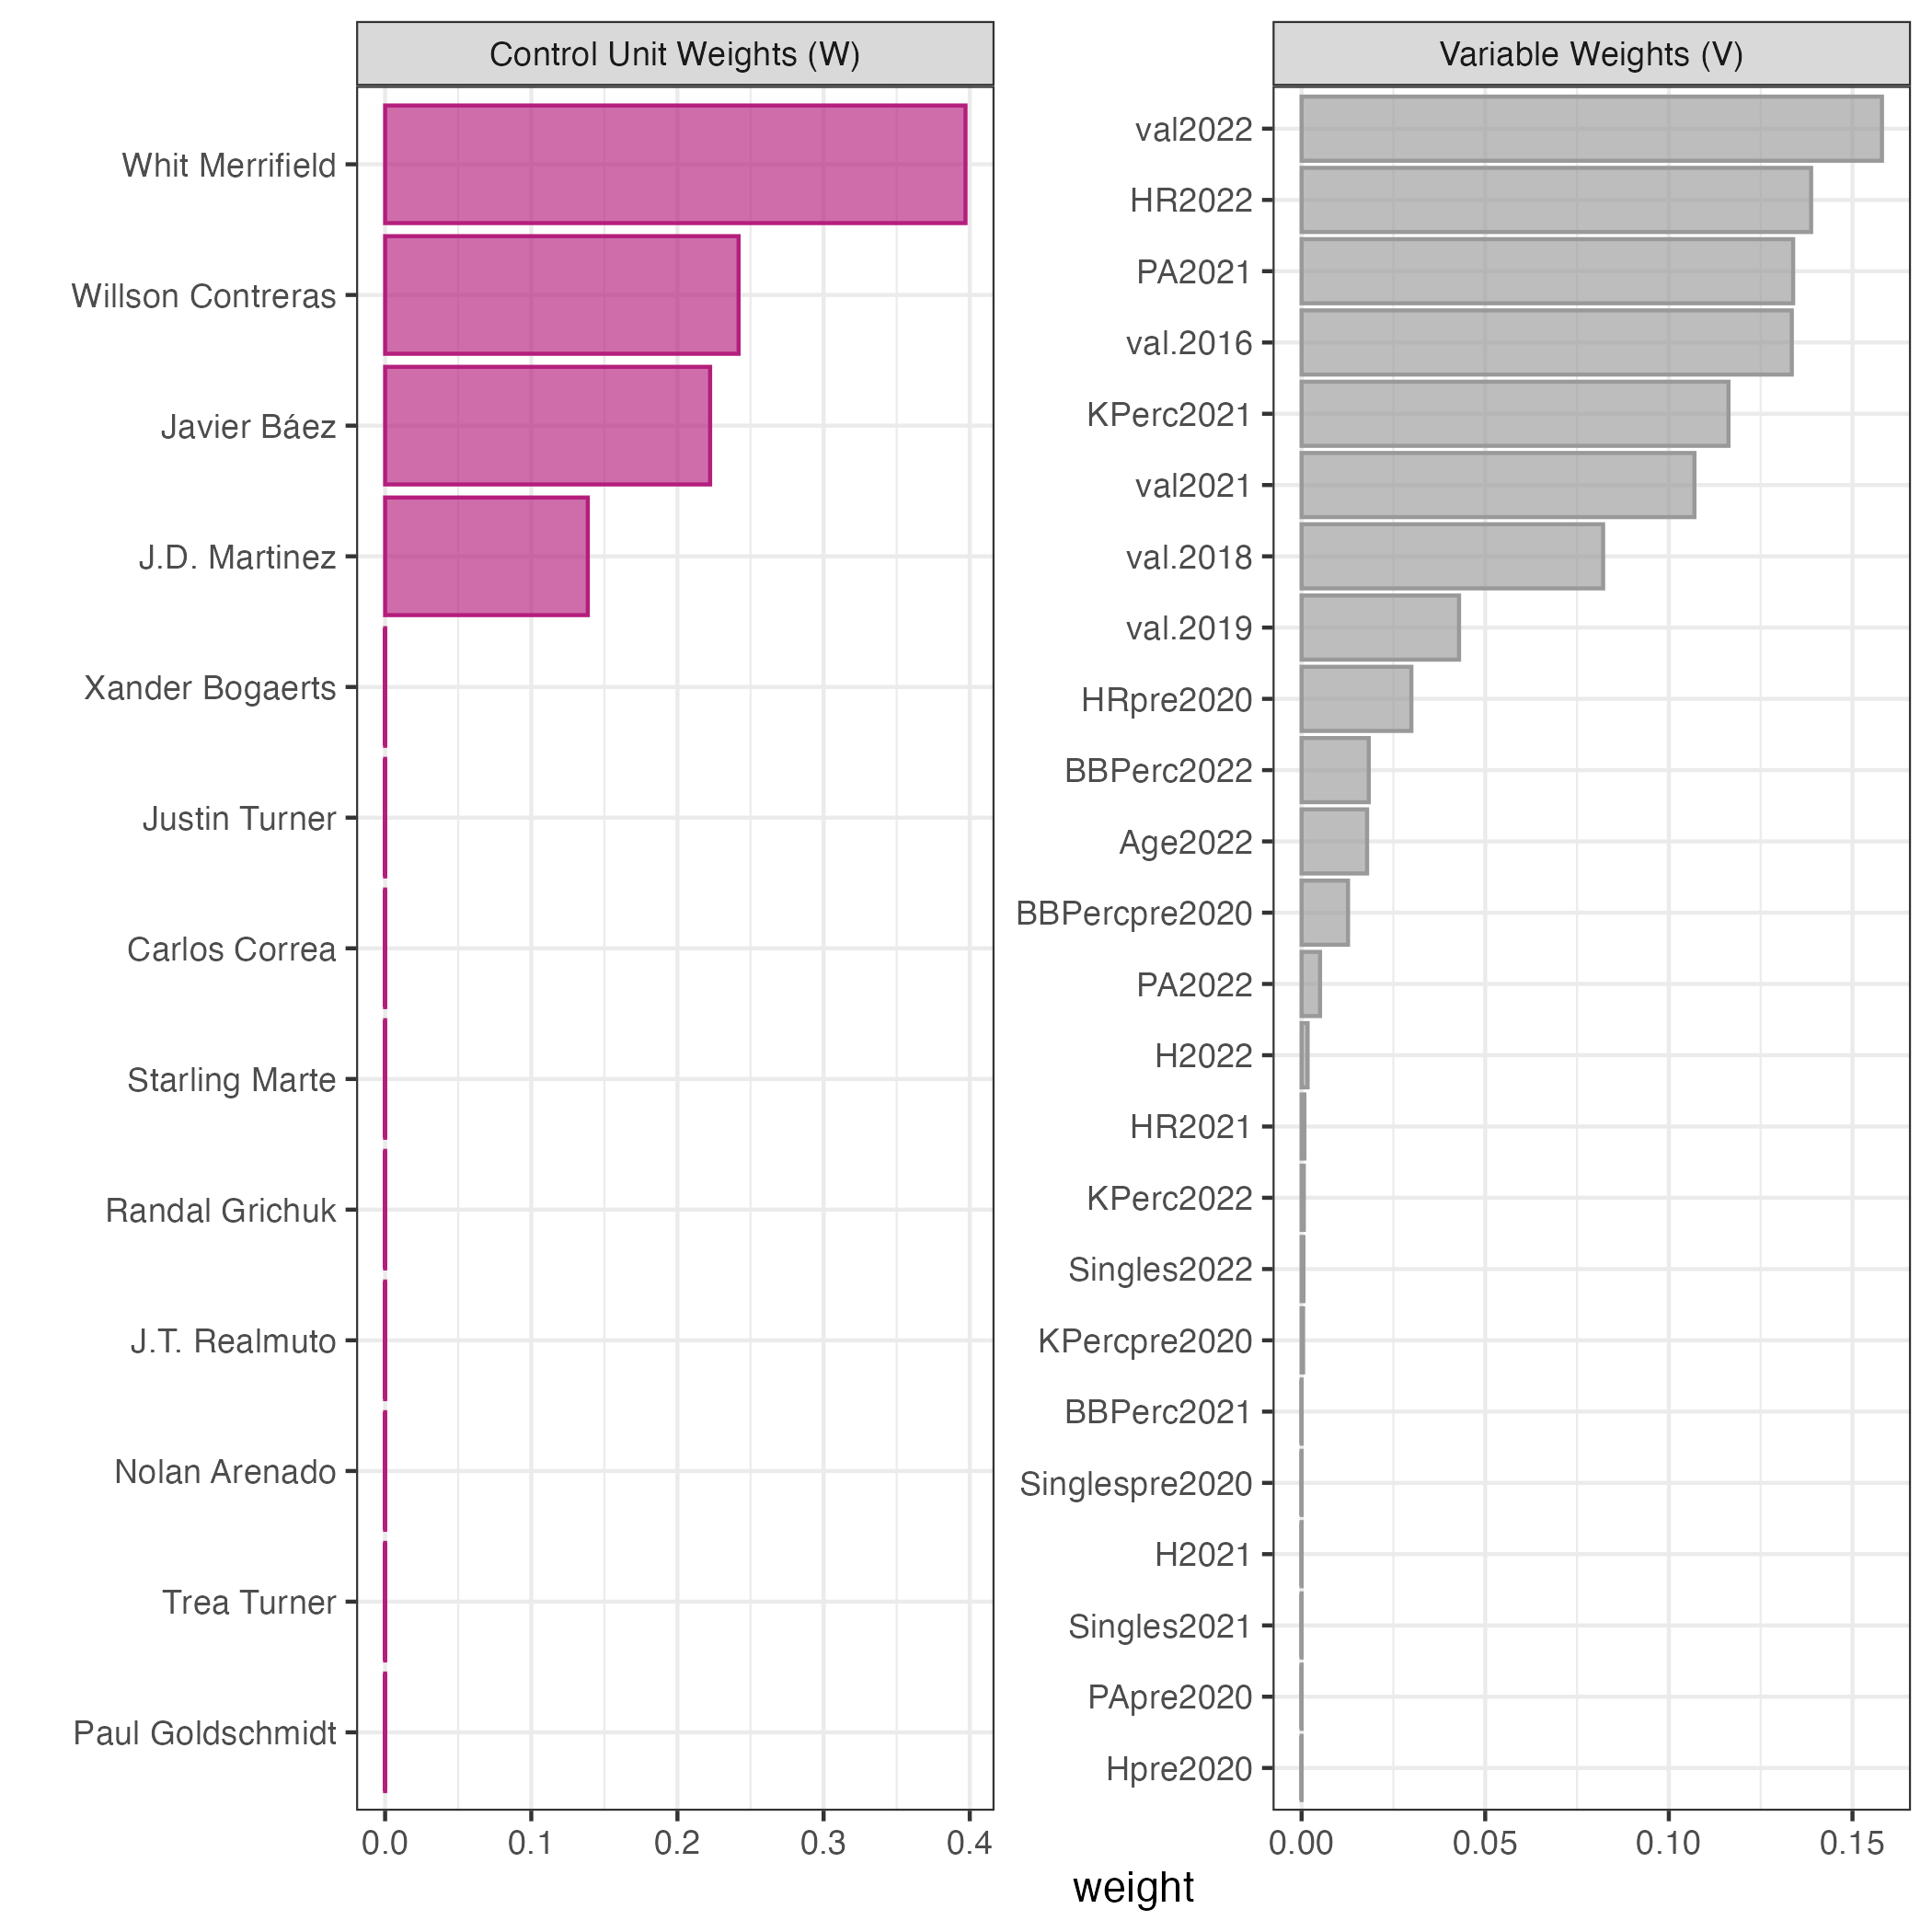 Control Unit Weights (W)
Whit Merrifield
Willson Contreras
Javier Báez
J.D. Martinez
Xander Bogaerts
Justin Turner
Carlos Correa
Starling Marte
Randal Grichuk
J.T. Realmuto
Nolan Arenado
Trea Turner
Paul Goldschmidt
0.0 0.1 0.2 0.3 0.4
Variable Weights (V)
val2022
HR2022
PA2021
val.2016
KPerc2021
val2021
val.2018
val.2019
HRpre2020
BBPerc2022
Age2022
BBPercpre2020
PA2022
H2022
HR2021
KPerc2022
Singles2022
KPercpre2020
BBPerc2021
Singlespre2020
H2021
Singles2021
PApre2020
Hpre2020
0.00 0.05 0.10 0.15
weight